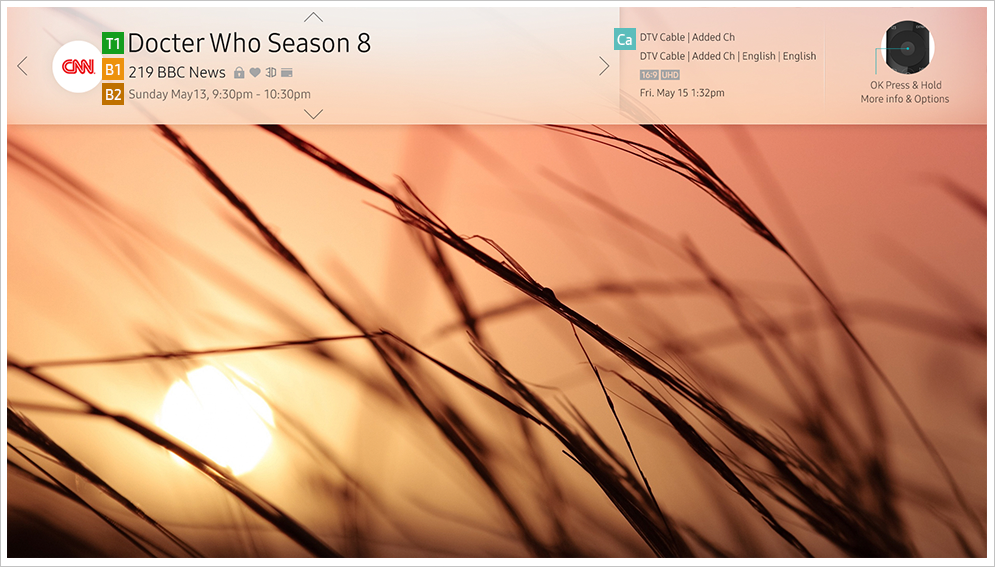 CNN
T1 Docter Who Season 8
B1 219 BBC News 3D
B2 Sunday May13, 9:30pm - 10:30pm
Ca DTV Cable | Added Ch
DTV Cable | Added Ch | English | English
16:9 UHD
Fri. May 15 1:32pm
OK Press & Hold
More info & Options